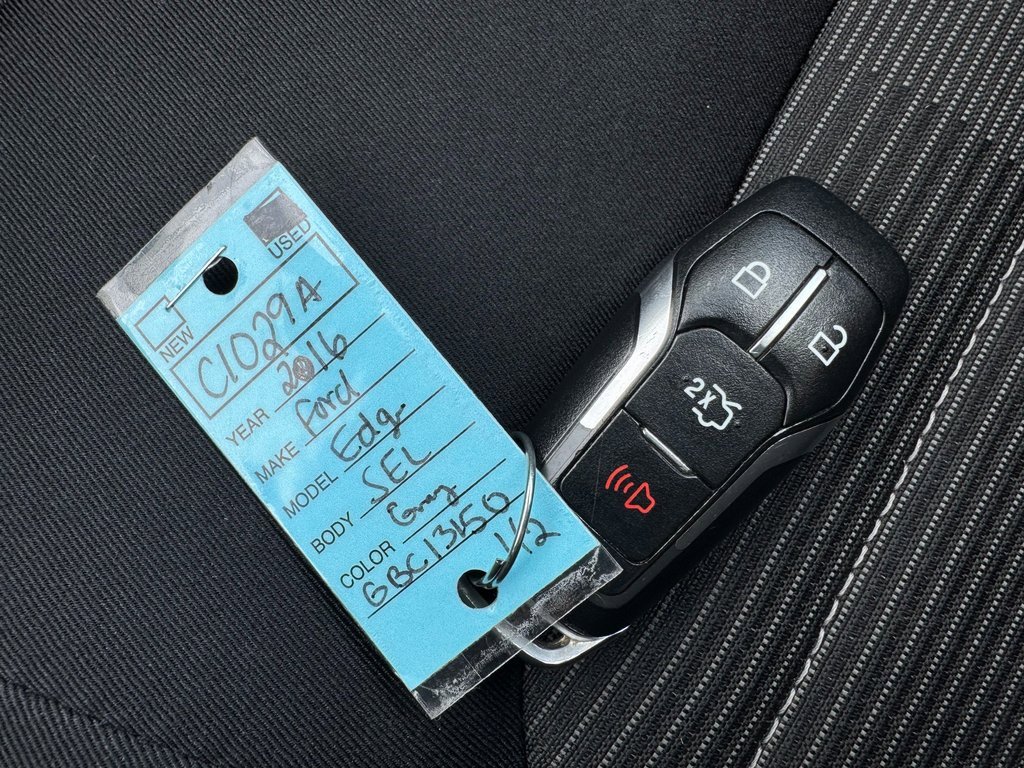 NEW USED
C1029A
YEAR 2016
MAKE Ford
MODEL Edge
BODY SEL
COLOR Gray
GBC13150
1/2
2X